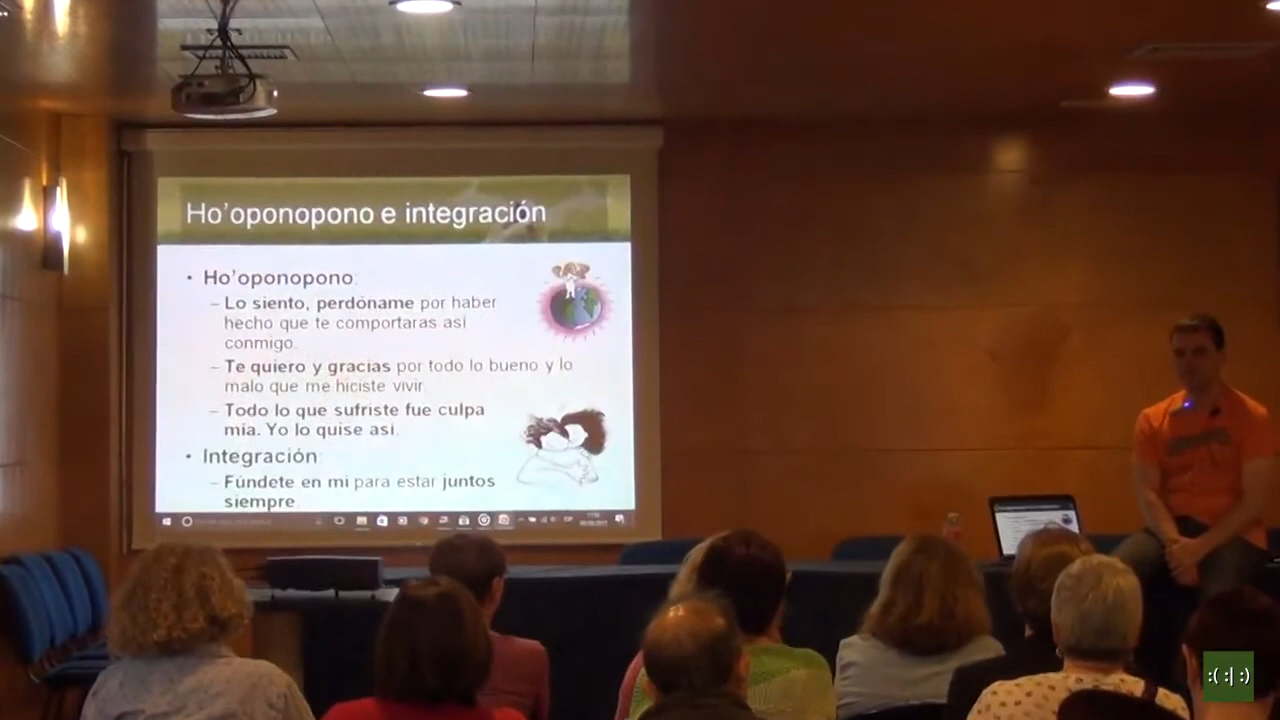 Ho'oponopono e integración
• Ho'oponopono:
– Lo siento, perdóname por haber
hecho que te comportaras así
conmigo.
– Te quiero y gracias por todo lo bueno y lo
malo que me hiciste vivir.
– Todo lo que sufriste fue culpa
mía. Yo lo quise así.
• Integración:
– Fúndete en mi para estar juntos
siempre.
:( :| :)